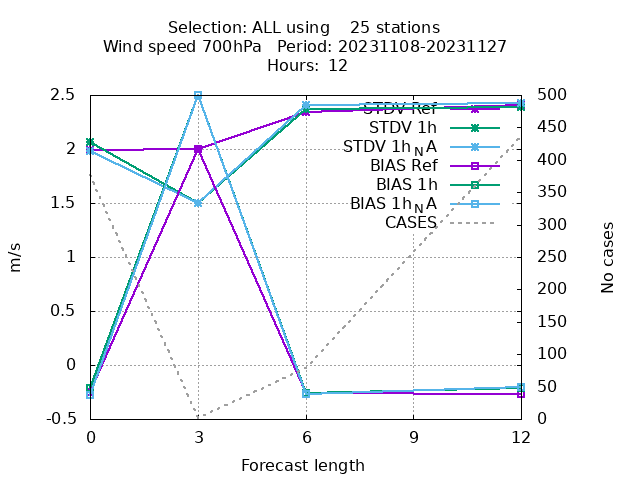 Selection: ALL using    25 stations
Wind speed 700hPa   Period: 20231108-20231127
Hours: 12
2.5
2
1.5
1
0.5
0
-0.5
m/s
STDV Ref
STDV 1h
STDV 1h_NA
BIAS Ref
BIAS 1h
BIAS 1h_NA
CASES
500
450
400
350
300
250
200
150
100
50
0
No cases
0 3 6 9 12
Forecast length